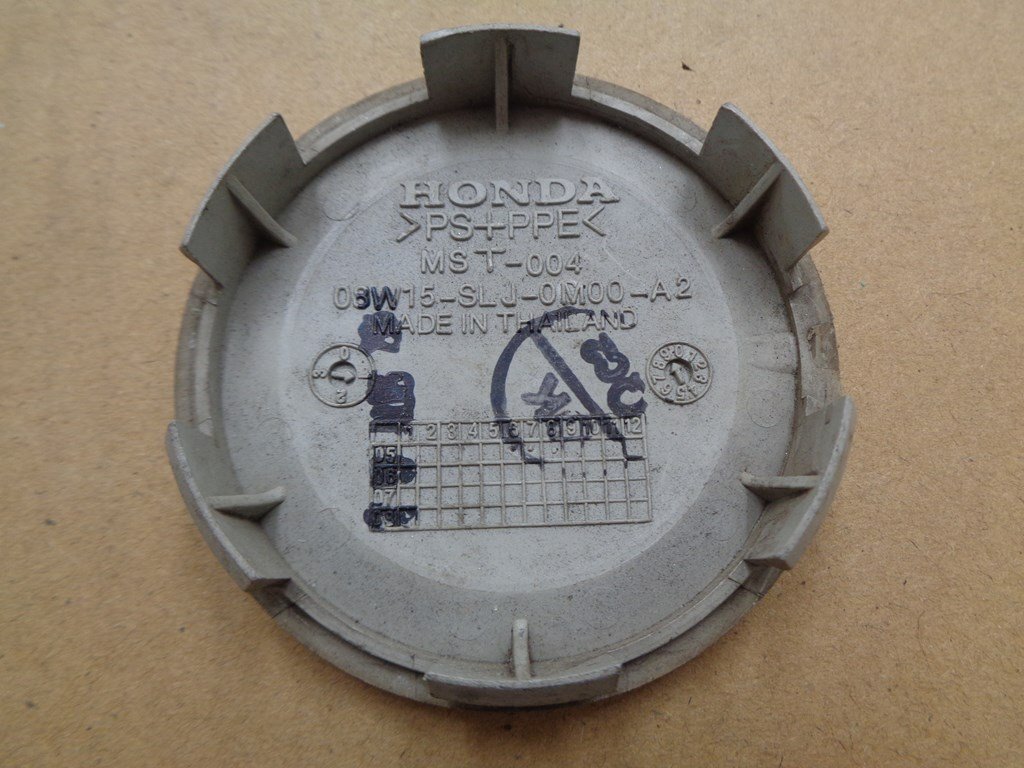 HONDA
>PS+PPE<
MST-004
08W15-SLJ-0M00-A2
MADE IN THAILAND
1 2 3 4 5 6 7 8 9 10 11 12
05
06
07